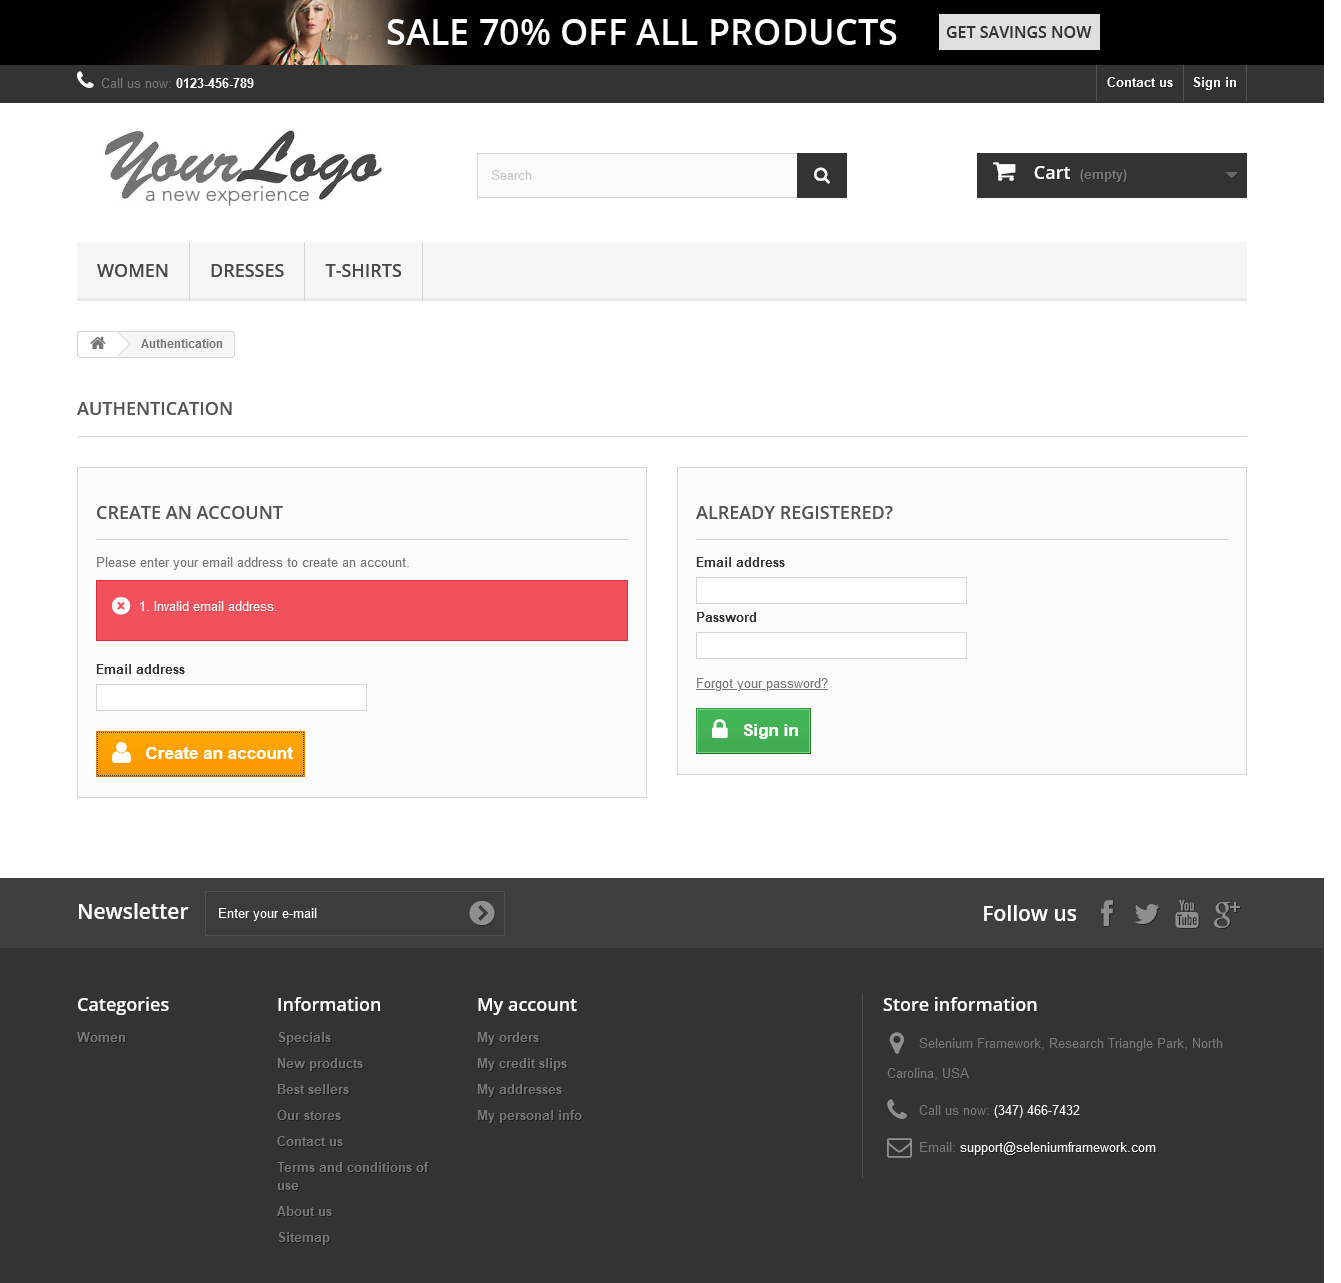 SALE 70% OFF ALL PRODUCTS
GET SAVINGS NOW
Call us now: 0123-456-789
Contact us
Sign in
YourLogo
a new experience
Search
Cart (empty)
WOMEN
DRESSES
T-SHIRTS
Authentication
AUTHENTICATION
CREATE AN ACCOUNT
Please enter your email address to create an account.
1. Invalid email address.
Email address
Create an account
ALREADY REGISTERED?
Email address
Password
Forgot your password?
Sign in
Newsletter
Enter your e-mail
Follow us
You
Tube
Categories
Women
Information
Specials
New products
Best sellers
Our stores
Contact us
Terms and conditions of
use
About us
Sitemap
My account
My orders
My credit slips
My addresses
My personal info
Store information
Selenium Framework, Research Triangle Park, North
Carolina, USA
Call us now: (347) 466-7432
Email: support@seleniumframework.com